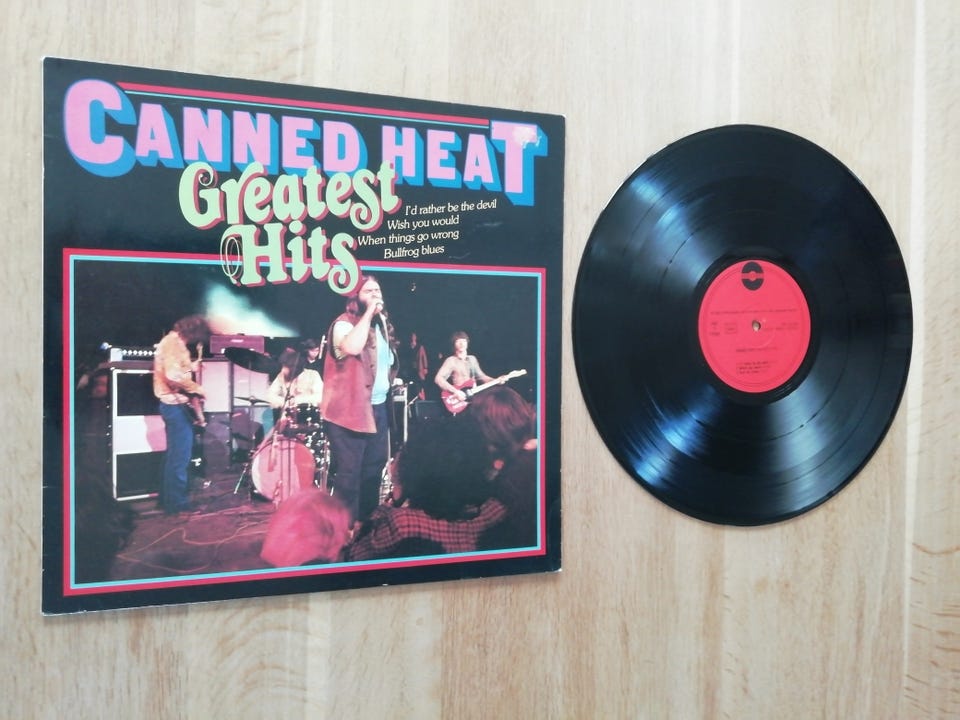 CANNED HEAT
Greatest
Hits
I'd rather be the devil
Wish you would
When things go wrong
Bullfrog blues